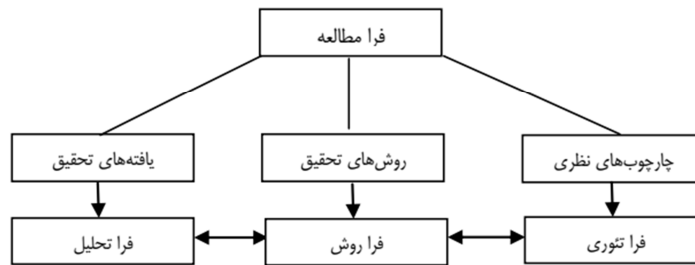 فرا مطالعه
چارچوب‌های نظری
روش‌های تحقیق
یافته‌های تحقیق
فرا تئوری
فرا روش
فرا تحلیل